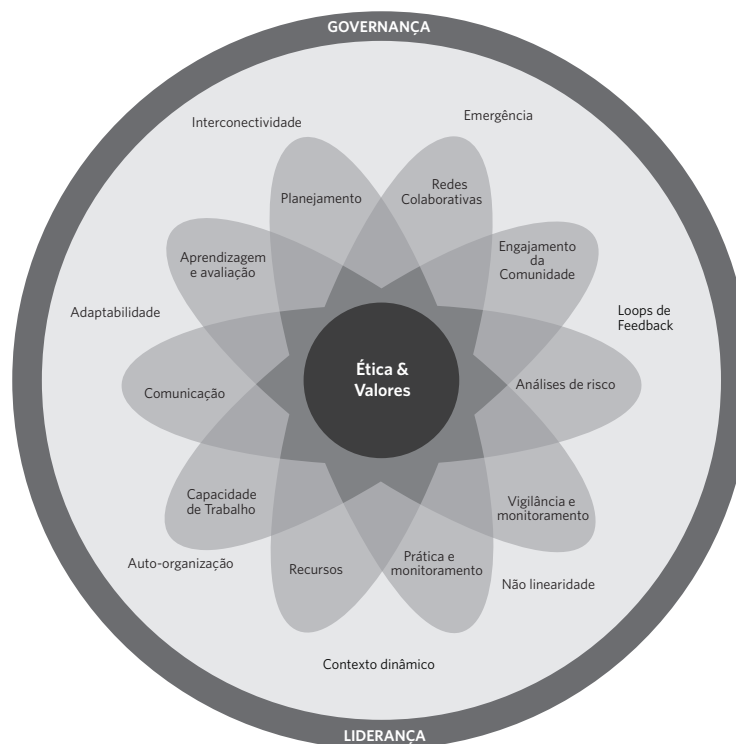 GOVERNANÇA
Emergência
Interconectividade
Redes
Colaborativas
Planejamento
Engajamento
da
Comunidade
Aprendizagem
e avaliação
Adaptabilidade
Loops de
Feedback
Ética &
Valores
Comunicação
Análises de risco
Capacidade
de Trabalho
Vigilância e
monitoramento
Auto-organização
Recursos
Prática e
monitoramento
Não linearidade
Contexto dinâmico
LIDERANÇA